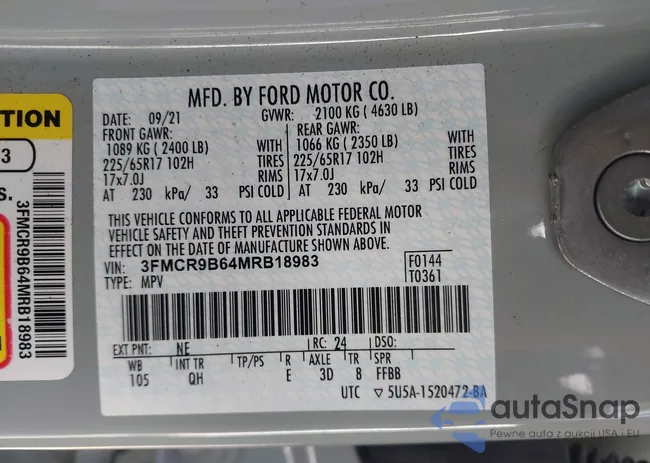 TION
3
s.
3FMCR9B64MRB18983
MFD. BY FORD MOTOR CO.
DATE: 09/21 GVWR: 2100 KG ( 4630 LB)
FRONT GAWR: REAR GAWR:
1089 KG ( 2400 LB) WITH 1066 KG ( 2350 LB) WITH
225/65R17 102H TIRES 225/65R17 102H TIRES
17x7.0J RIMS 17x7.0J RIMS
AT 230 kPa/ 33 PSI COLD AT 230 kPa/ 33 PSI COLD
THIS VEHICLE CONFORMS TO ALL APPLICABLE FEDERAL MOTOR
VEHICLE SAFETY AND THEFT PREVENTION STANDARDS IN
EFFECT ON THE DATE OF MANUFACTURE SHOWN ABOVE.
VIN: 3FMCR9B64MRB18983 F0144
TYPE: MPV T0361
EXT PNT: NE RC: 24 DSO:
WB INT TR TP/PS R AXLE TR SPR
105 QH E 3D 8 FFBB
UTC ▽ 5U5A-1520472-BA
autaSnap
Pewne auta z aukcji USA i EU